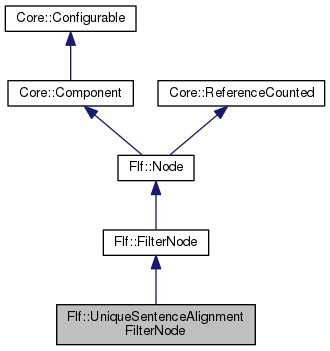 Core::Configurable
Core::Component
Core::ReferenceCounted
Flf::Node
Flf::FilterNode
Flf::UniqueSentenceAlignment
FilterNode